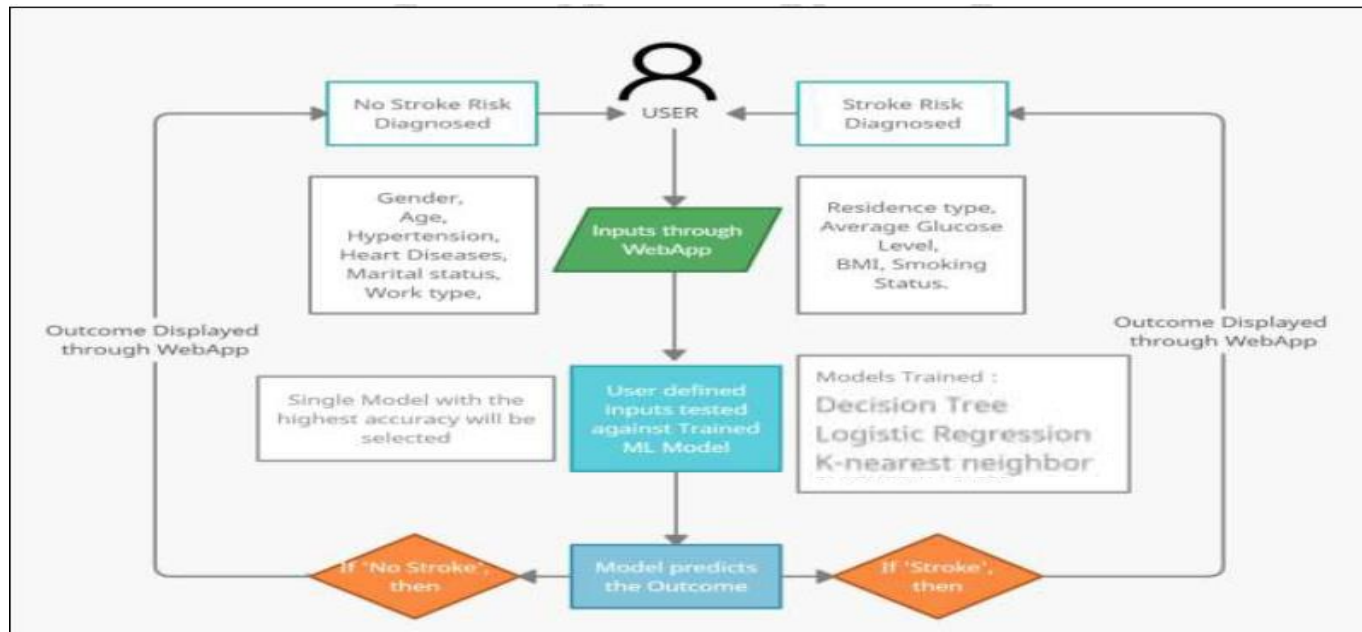 USER
No Stroke Risk
Diagnosed
Stroke Risk
Diagnosed
Gender,
Age,
Hypertension,
Heart Diseases,
Marital status,
Work type,
Inputs through
WebApp
Residence type,
Average Glucose
Level,
BMI, Smoking
Status.
Outcome Displayed
through WebApp
Outcome Displayed
through WebApp
Single Model with the
highest accuracy will be
selected
User defined
inputs tested
against Trained
ML Model
Models Trained :
Decision Tree
Logistic Regression
K-nearest neighbor
If 'No Stroke',
then
Model predicts
the Outcome
If 'Stroke',
then